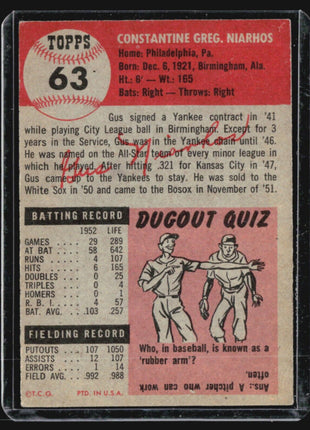 TOPPS
63
CONSTANTINE GREG. NIARHOS
Home: Philadelphia, Pa.
Born: Dec. 6, 1921, Birmingham, Ala.
Ht.: 6' - Wt.: 165
Bats: Right — Throws: Right
Gus signed a Yankee contract in '41
while playing City League ball in Birmingham. Except for
3 years in the Service, Gus was in the Yankee chain until '46.
He was named on the All-Star team of every minor league in
which he played. After hitting .321 for Kansas City in '47,
Gus came up to the Yankees to stay. He was sold to the
White Sox in '50 and came to the Bosox in November of '51.
Gus Niarhos
BATTING RECORD
1952 LIFE
GAMES 29 289
AT BAT 58 642
RUNS 4 107
HITS 6 165
DOUBLES 0 25
TRIPLES 0 4
HOMERS 0 1
R. B. I. 4 57
BAT. AVG. .103 .257
FIELDING RECORD
PUTOUTS 107 1050
ASSISTS 12 107
ERRORS 1 14
FIELD AVG. .992 .988
DUGOUT QUIZ
Who, in baseball, is known as a
'rubber arm'?
Ans.: A pitcher who can work
often.
©T.C.G. PTD. IN U.S.A.